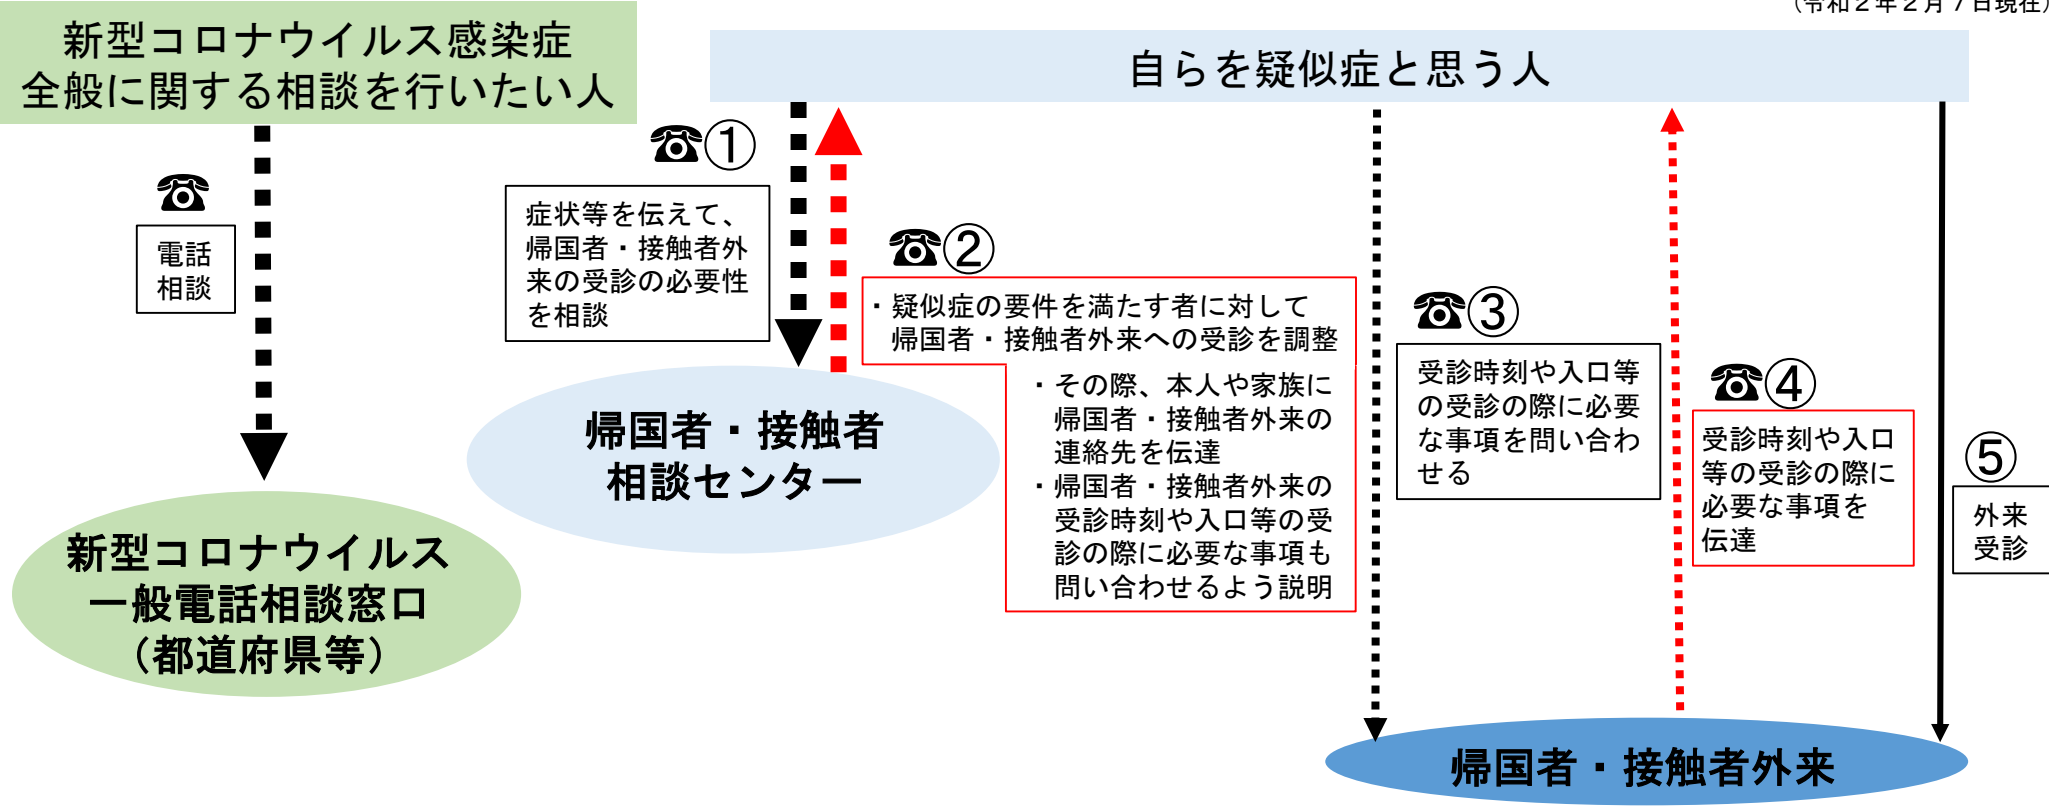 （令和２年２月７日現在）
新型コロナウイルス感染症
全般に関する相談を行いたい人
自らを疑似症と思う人
☎
電話
相談
☎①
症状等を伝えて、
帰国者・接触者外
来の受診の必要性
を相談
☎②
・疑似症の要件を満たす者に対して
帰国者・接触者外来への受診を調整
・その際、本人や家族に
帰国者・接触者外来の
連絡先を伝達
・帰国者・接触者外来の
受診時刻や入口等の受
診の際に必要な事項も
問い合わせるよう説明
☎③
受診時刻や入口等
の受診の際に必要
な事項を問い合わ
せる
☎④
受診時刻や入口
等の受診の際に
必要な事項を
伝達
⑤
外来
受診
帰国者・接触者
相談センター
新型コロナウイルス
一般電話相談窓口
（都道府県等）
帰国者・接触者外来